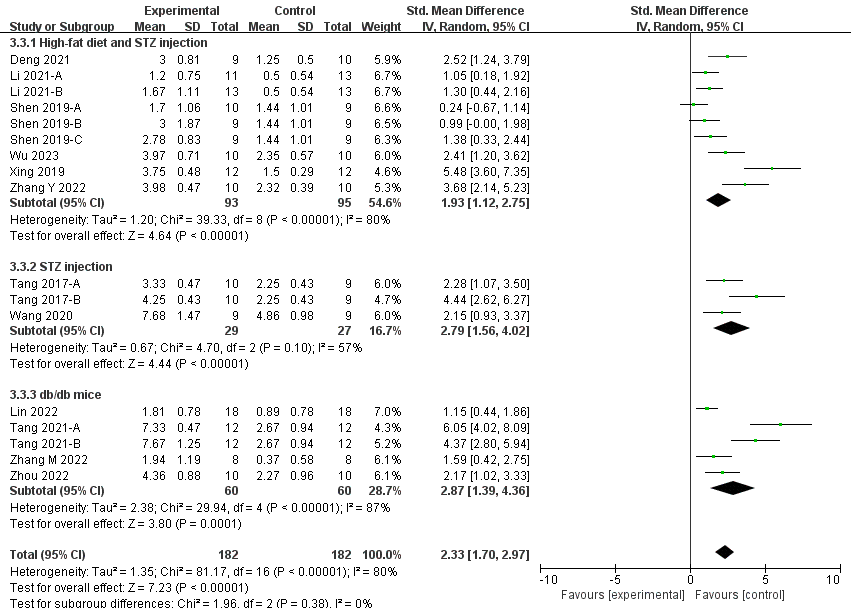 Experimental Control Std. Mean Difference Std. Mean Difference
Study or Subgroup Mean SD Total Mean SD Total Weight IV, Random, 95% CI IV, Random, 95% CI
3.3.1 High-fat diet and STZ injection
Deng 2021 3 0.81 9 1.25 0.5 10 5.9% 2.52 [1.24, 3.79]
Li 2021-A 1.2 0.75 11 0.5 0.54 13 6.7% 1.05 [0.18, 1.92]
Li 2021-B 1.67 1.11 13 0.5 0.54 13 6.7% 1.30 [0.44, 2.16]
Shen 2019-A 1.7 1.06 10 1.44 1.01 9 6.6% 0.24 [-0.67, 1.14]
Shen 2019-B 3 1.87 9 1.44 1.01 9 6.5% 0.99 [-0.00, 1.98]
Shen 2019-C 2.78 0.83 9 1.44 1.01 9 6.3% 1.38 [0.33, 2.44]
Wu 2023 3.97 0.71 10 2.35 0.57 10 6.0% 2.41 [1.20, 3.62]
Xing 2019 3.75 0.48 12 1.5 0.29 12 4.6% 5.48 [3.60, 7.35]
Zhang Y 2022 3.98 0.47 10 2.32 0.39 10 5.3% 3.68 [2.14, 5.23]
Subtotal (95% CI) 93 95 54.6% 1.93 [1.12, 2.75]
Heterogeneity: Tau² = 1.20; Chi² = 39.33, df = 8 (P < 0.00001); I² = 80%
Test for overall effect: Z = 4.64 (P < 0.00001)
3.3.2 STZ injection
Tang 2017-A 3.33 0.47 10 2.25 0.43 9 6.0% 2.28 [1.07, 3.50]
Tang 2017-B 4.25 0.43 10 2.25 0.43 9 4.7% 4.44 [2.62, 6.27]
Wang 2020 7.68 1.47 9 4.86 0.98 9 6.0% 2.15 [0.93, 3.37]
Subtotal (95% CI) 29 27 16.7% 2.79 [1.56, 4.02]
Heterogeneity: Tau² = 0.67; Chi² = 4.70, df = 2 (P = 0.10); I² = 57%
Test for overall effect: Z = 4.44 (P < 0.00001)
3.3.3 db/db mice
Lin 2022 1.81 0.78 18 0.89 0.78 18 7.0% 1.15 [0.44, 1.86]
Tang 2021-A 7.33 0.47 12 2.67 0.94 12 4.3% 6.05 [4.02, 8.09]
Tang 2021-B 7.67 1.25 12 2.67 0.94 12 5.2% 4.37 [2.80, 5.94]
Zhang M 2022 1.94 1.19 8 0.37 0.58 8 6.1% 1.59 [0.42, 2.75]
Zhou 2022 4.36 0.88 10 2.27 0.96 10 6.1% 2.17 [1.02, 3.33]
Subtotal (95% CI) 60 60 28.7% 2.87 [1.39, 4.36]
Heterogeneity: Tau² = 2.38; Chi² = 29.94, df = 4 (P < 0.00001); I² = 87%
Test for overall effect: Z = 3.80 (P = 0.0001)
Total (95% CI) 182 182 100.0% 2.33 [1.70, 2.97]
Heterogeneity: Tau² = 1.35; Chi² = 81.17, df = 16 (P < 0.00001); I² = 80%
Test for overall effect: Z = 7.23 (P < 0.00001)
Test for subgroup differences: Chi² = 1.96, df = 2 (P = 0.38), I² = 0%
-10 -5 0 5 10
Favours [experimental] Favours [control]